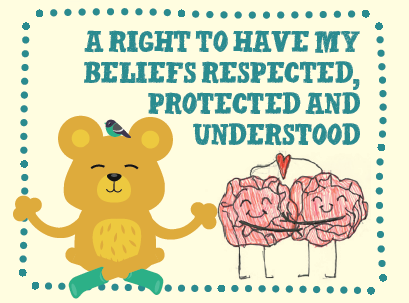 A RIGHT TO HAVE MY
BELIEFS RESPECTED,
PROTECTED AND
UNDERSTOOD